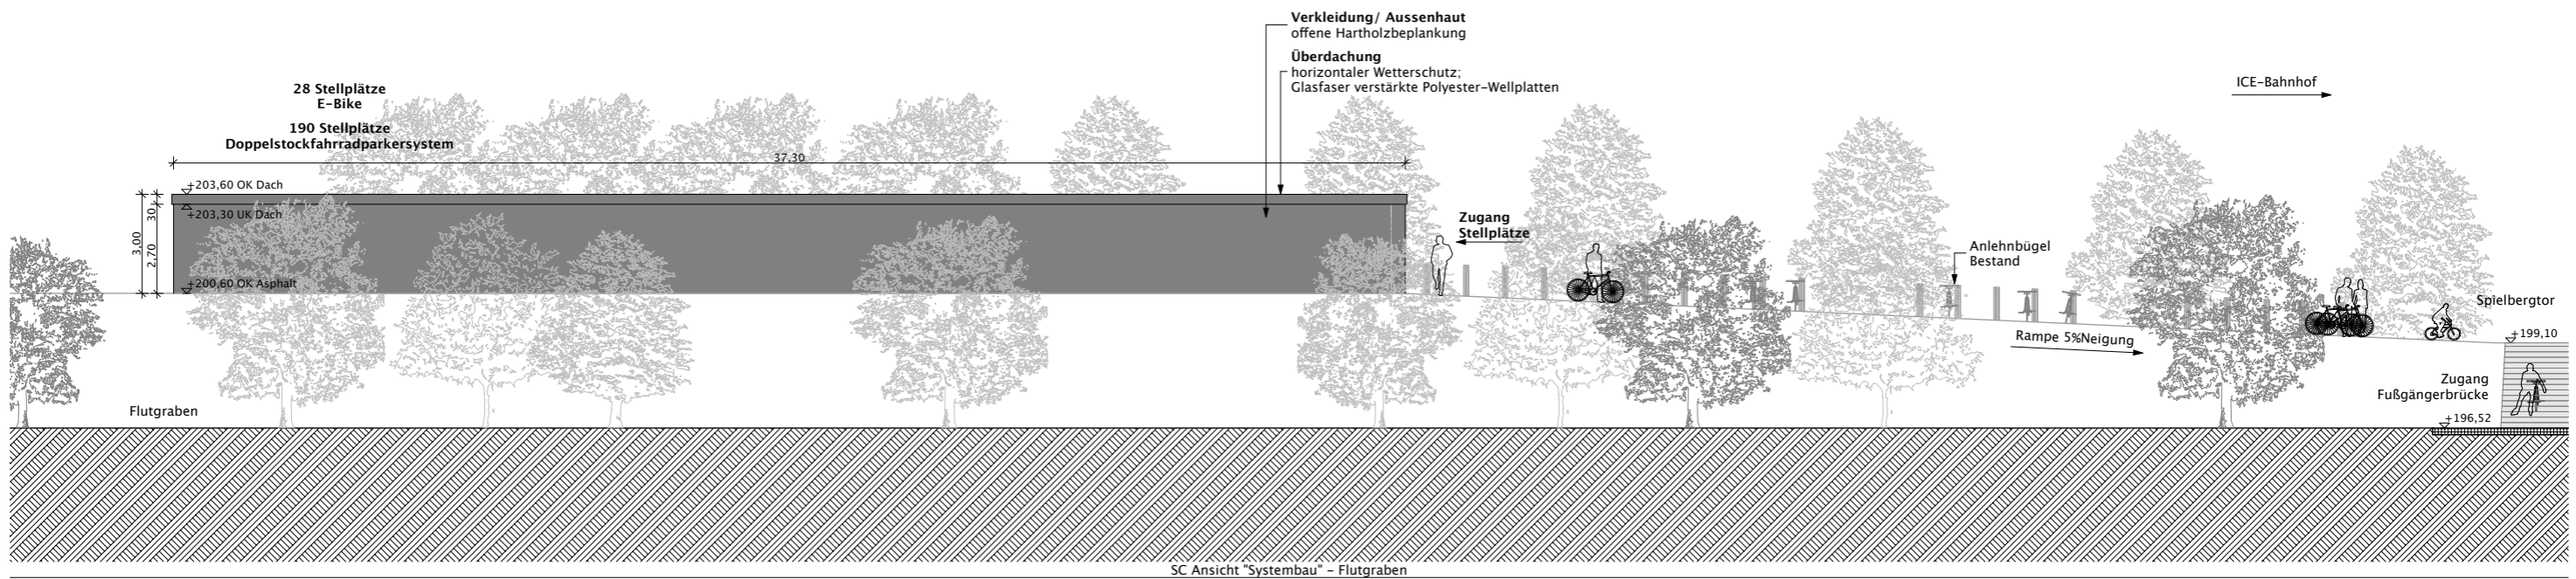 Verkleidung/ Aussenhaut
offene Hartholzbeplankung
Überdachung
horizontaler Wetterschutz;
Glasfaser verstärkte Polyester-Wellplatten
28 Stellplätze
E-Bike
190 Stellplätze
Doppelstockfahrradparkersystem
37,30
ICE-Bahnhof
+203,60 OK Dach
+203,30 UK Dach
30
3,00
2,70
+200,60 OK Asphalt
Zugang
Stellplätze
Anlehnbügel
Bestand
Rampe 5%Neigung
Spielbergtor
+199,10
Zugang
Fußgängerbrücke
+196,52
Flutgraben
SC Ansicht "Systembau" - Flutgraben